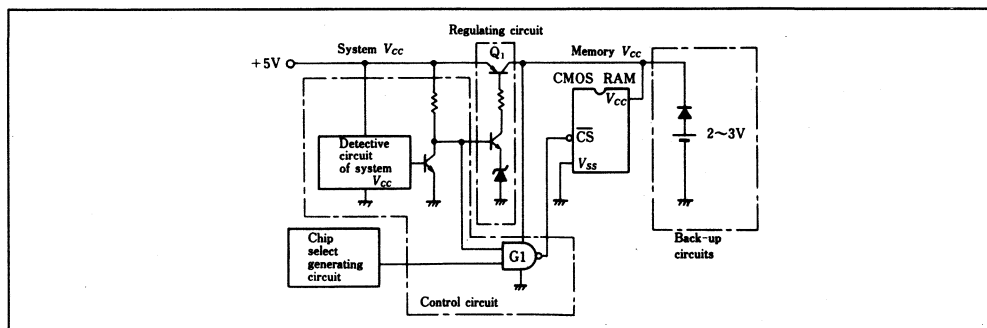 Regulating circuit
System VCC
Q1
Memory VCC
+5V
CMOS RAM
VCC
CS
2~3V
Detective
circuit
of system
VCC
VSS
Chip
select
generating
circuit
G1
Back-up
circuits
Control circuit